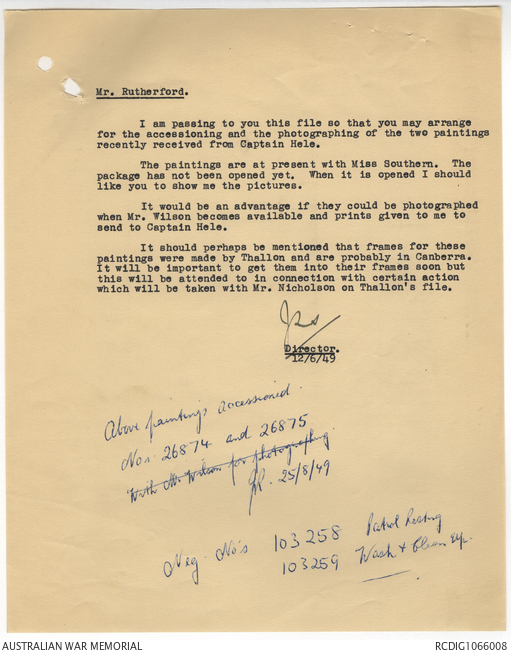 Mr. Rutherford.
I am passing to you this file so that you may arrange
for the accessioning and the photographing of the two paintings
recently received from Captain Hele.
The paintings are at present with Miss Southern. The
package has not been opened yet. When it is opened I should
like you to show me the pictures.
It would be an advantage if they could be photographed
when Mr. Wilson becomes available and prints given to me to
send to Captain Hele.
It should perhaps be mentioned that frames for these
paintings were made by Thallon and are probably in Canberra.
It will be important to get them into their frames soon but
this will be attended to in connection with certain action
which will be taken with Mr. Nicholson on Thallon's file.
Director.
12/6/49
Above paintings accessioned.
Nos. 26874 and 26875
With Mr Wilson for photographing.
25/8/49
Neg. No's 103258 Patrol Resting
103259 Wash & Clean Up.
AUSTRALIAN WAR MEMORIAL
RCDIG1066008